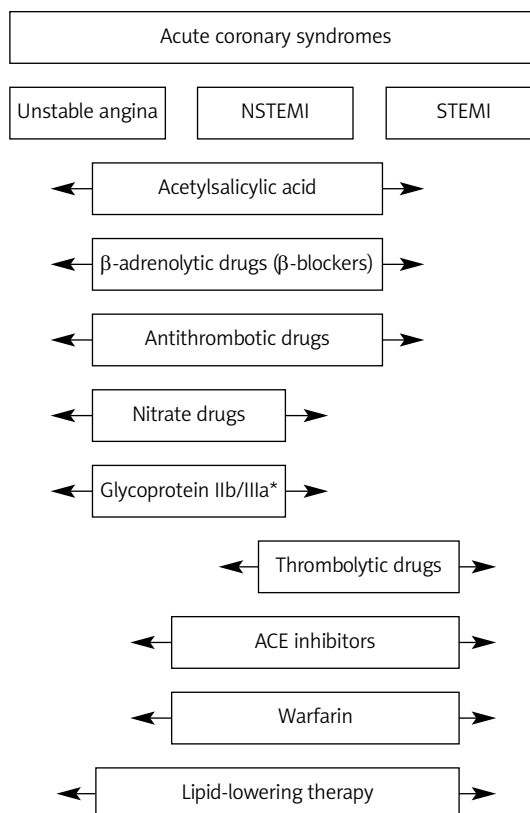 Acute coronary syndromes
Unstable angina
NSTEMI
STEMI
Acetylsalicylic acid
β-adrenolytic drugs (β-blockers)
Antithrombotic drugs
Nitrate drugs
Glycoprotein IIb/IIIa*
Thrombolytic drugs
ACE inhibitors
Warfarin
Lipid-lowering therapy